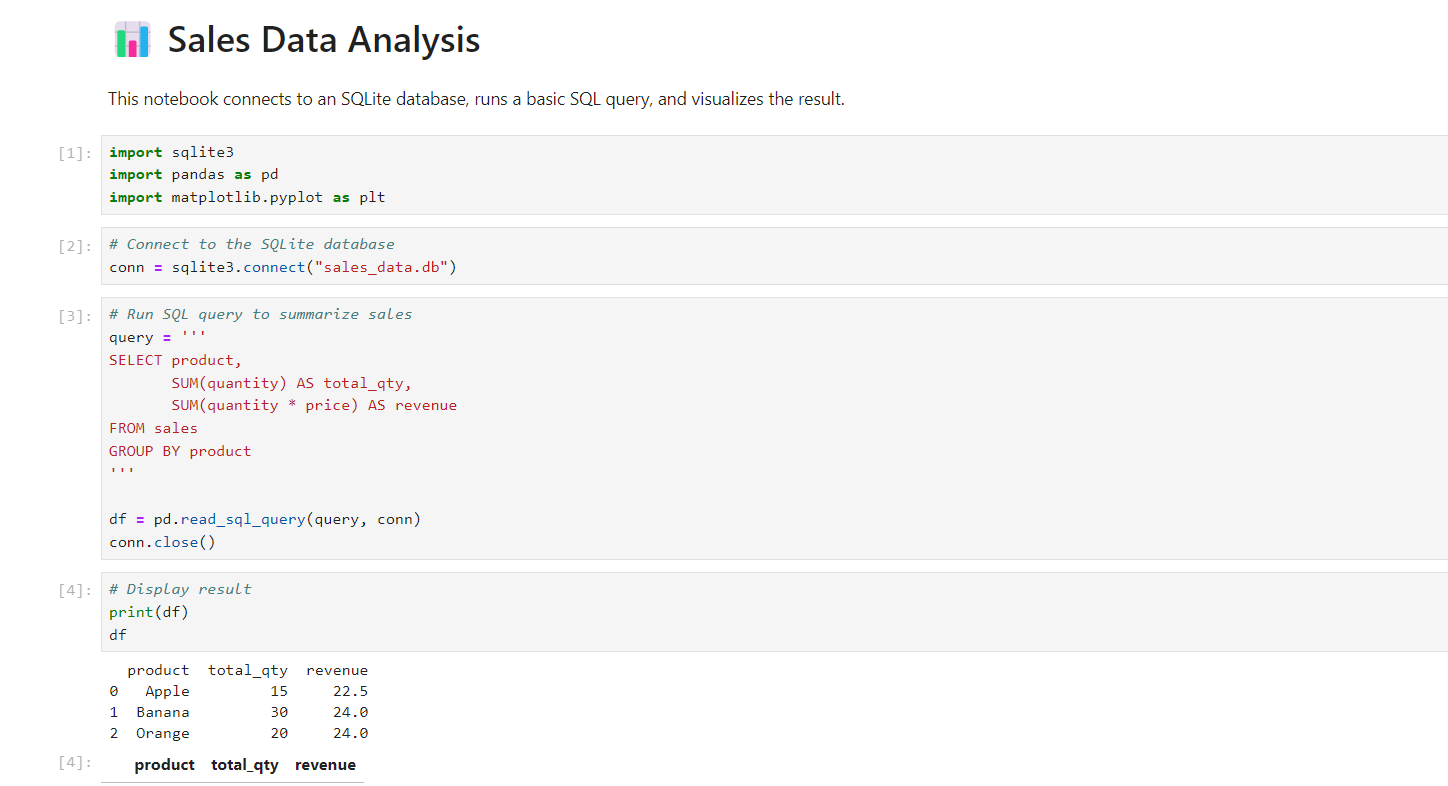 Sales Data Analysis
This notebook connects to an SQLite database, runs a basic SQL query, and visualizes the result.
[1]: import sqlite3
import pandas as pd
import matplotlib.pyplot as plt
[2]: # Connect to the SQLite database
conn = sqlite3.connect("sales_data.db")
[3]: # Run SQL query to summarize sales
query = '''
SELECT product,
       SUM(quantity) AS total_qty,
       SUM(quantity * price) AS revenue
FROM sales
GROUP BY product
'''
df = pd.read_sql_query(query, conn)
conn.close()
[4]: # Display result
print(df)
df
  product  total_qty  revenue
0   Apple         15     22.5
1  Banana         30     24.0
2  Orange         20     24.0
[4]: product total_qty revenue